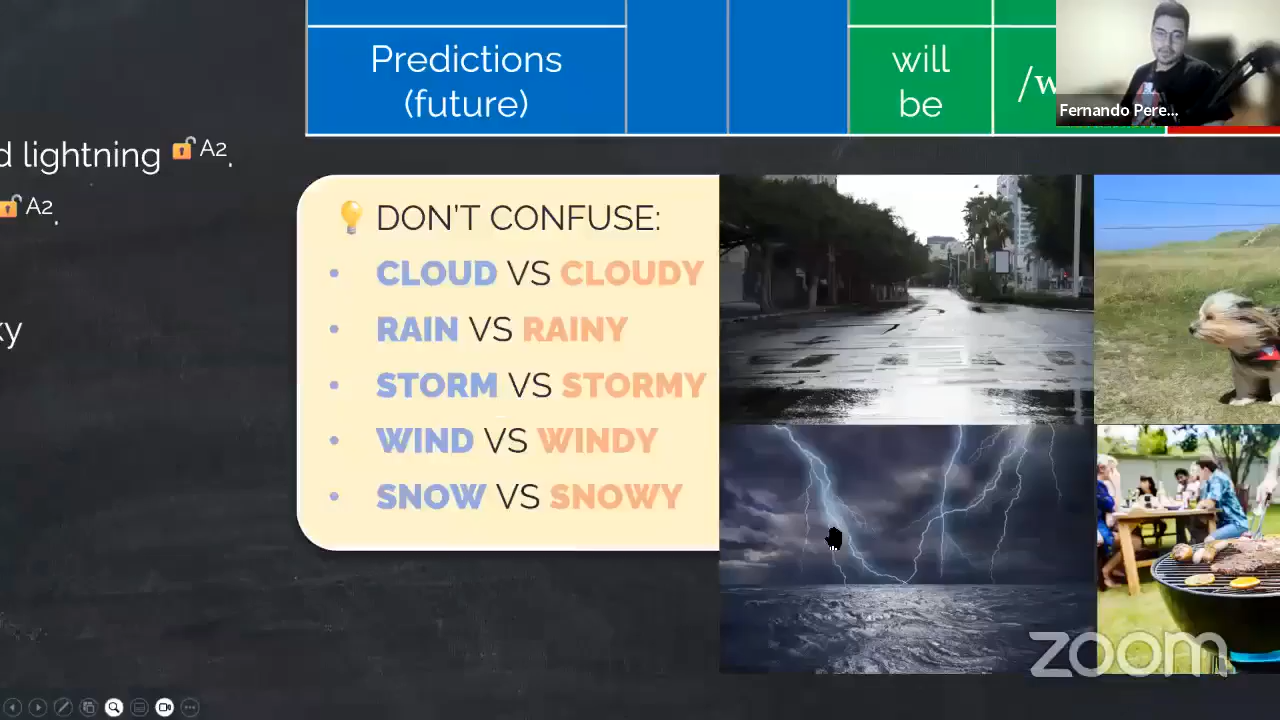 Predictions
(future)
will
be
/w
Fernando Pere...
d lightning 🔓 A2.
🔓 A2.
ky
💡 DON'T CONFUSE:
• CLOUD VS CLOUDY
• RAIN VS RAINY
• STORM VS STORMY
• WIND VS WINDY
• SNOW VS SNOWY
zoom